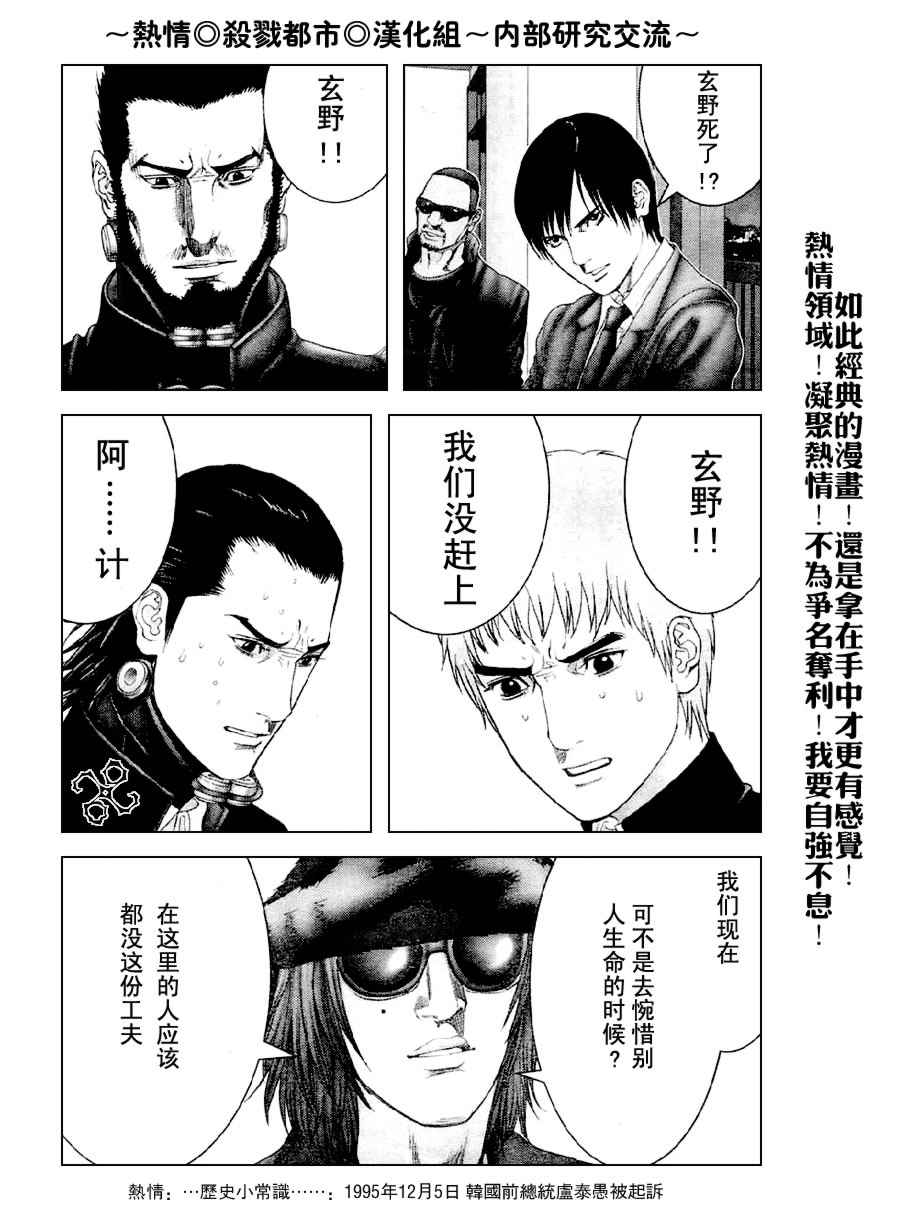 ～熱情◎殺戮都市◎漢化組～内部研究交流～
玄野死了!?
玄野!!
玄野!!
我们没赶上
阿……计
我们现在
可不是去惋惜别
人生命的时候?
在这里的人应该
都没这份工夫
如此經典的漫畫！還是拿在手中才更有感覺！
熱情領域！凝聚熱情！不為爭名奪利！我要自強不息！
熱情：…歷史小常識……：1995年12月5日 韓國前總統盧泰愚被起訴